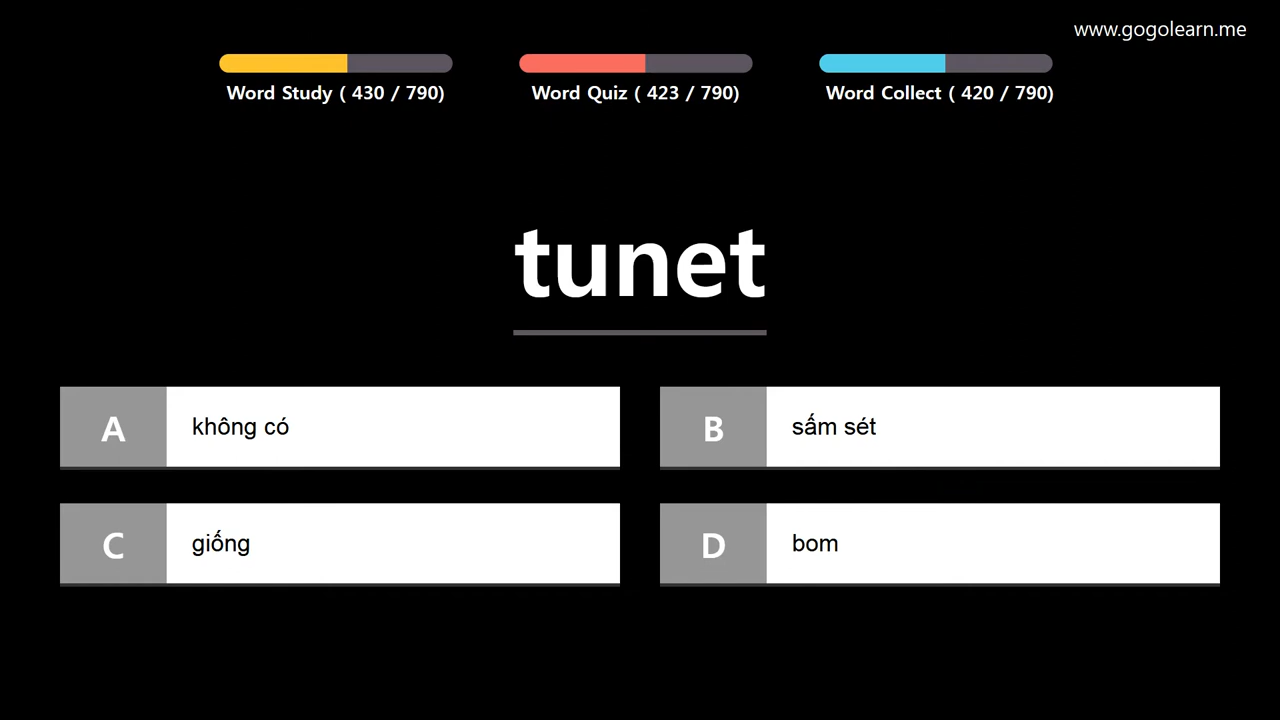 www.gogolearn.me
Word Study ( 430 / 790)
Word Quiz ( 423 / 790)
Word Collect ( 420 / 790)
tunet
A
không có
B
sấm sét
C
giống
D
bom